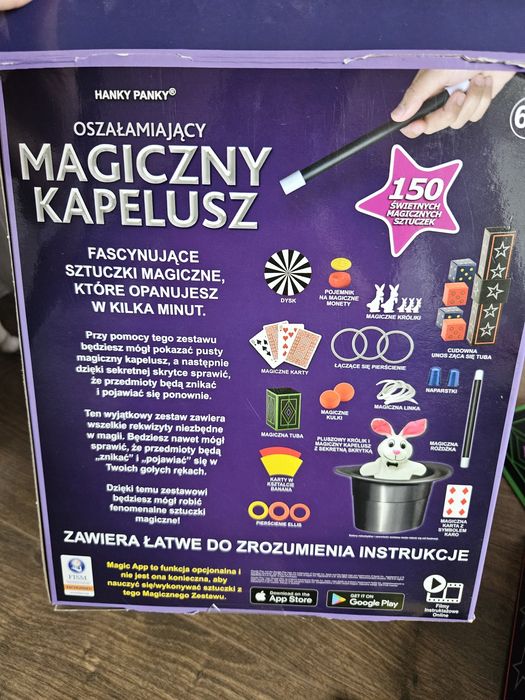 HANKY PANKY®
OSZAŁAMIAJĄCY
MAGICZNY
KAPELUSZ
6
150
ŚWIETNYCH
MAGICZNYCH
SZTUCZEK
FASCYNUJĄCE
SZTUCZKI MAGICZNE,
KTÓRE OPANUJESZ
W KILKA MINUT.
Przy pomocy tego zestawu
będziesz mógł pokazać pusty
magiczny kapelusz, a następnie
dzięki sekretnej skrytce sprawić,
że przedmioty będą znikać
i pojawiać się ponownie.
Ten wyjątkowy zestaw zawiera
wszelkie rekwizyty niezbędne
w magii. Będziesz nawet mógł
sprawić, że przedmioty będą
„znikać” i „pojawiać” się w
Twoich gołych rękach.
Dzięki temu zestawowi
będziesz mógł robić
fenomenalne sztuczki
magiczne!
DYSK
POJEMNIK
NA MAGICZNE
MONETY
MAGICZNE KRÓLIKI
CUDOWNA
UNOSZĄCA SIĘ TUBA
MAGICZNE KARTY
ŁĄCZĄCE SIĘ PIERŚCIENIE
NAPARSTKI
MAGICZNA TUBA
MAGICZNE
KULKI
MAGICZNA LINKA
PLUSZOWY KRÓLIK I
MAGICZNY KAPELUSZ
Z SEKRETNĄ SKRYTKĄ
MAGICZNA
RÓŻDŻKA
KARTY W
KSZTAŁCIE
BANANA
PIERŚCIENIE ELLIS
MAGICZNA
KARTA Z
SYMBOLEM
KARO
ZAWIERA ŁATWE DO ZROZUMIENIA INSTRUKCJE
FISM
Magic App to funkcja opcjonalna i
nie jest ona konieczna, aby
nauczyć się/wykonywać sztuczki z
tego Magicznego Zestawu.
Download on the
App Store
GET IT ON
Google Play
Filmy
Instruktażowe
Online